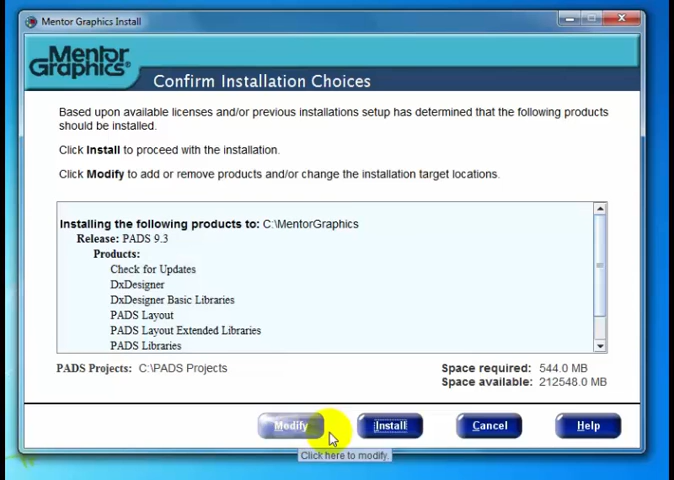 Mentor Graphics Install
Mentor
Graphics®
Confirm Installation Choices
Based upon available licenses and/or previous installations setup has determined that the following products
should be installed.
Click Install to proceed with the installation.
Click Modify to add or remove products and/or change the installation target locations.
Installing the following products to: C:\MentorGraphics
Release: PADS 9.3
Products:
Check for Updates
DxDesigner
DxDesigner Basic Libraries
PADS Layout
PADS Layout Extended Libraries
PADS Libraries
PADS Projects: C:\PADS Projects
Space required: 544.0 MB
Space available: 212548.0 MB
Modify Install Cancel Help
Click here to modify.